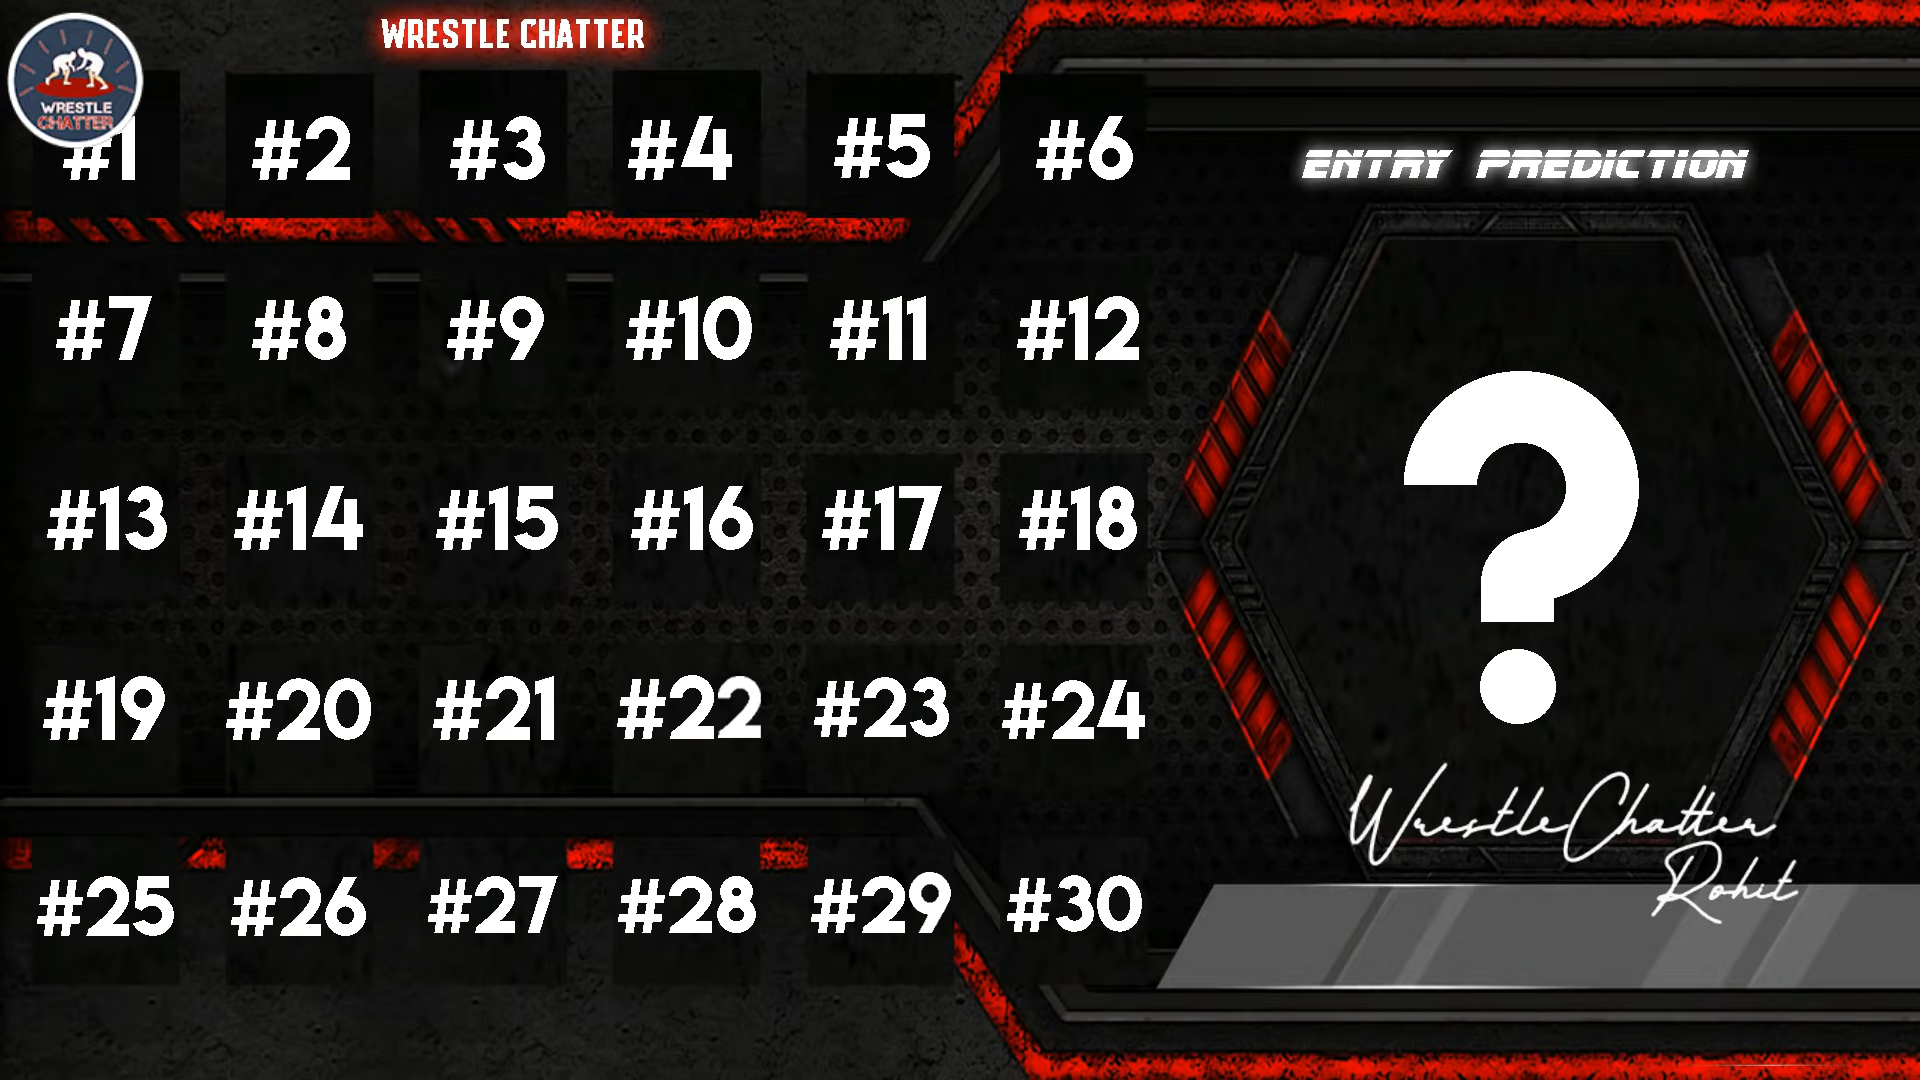 WRESTLE CHATTER
WRESTLE
CHATTER
#1 #2 #3 #4 #5 #6
ENTRY PREDICTION
#7 #8 #9 #10 #11 #12
?
#13 #14 #15 #16 #17 #18
#19 #20 #21 #22 #23 #24
WrestleChatter
Rohit
#25 #26 #27 #28 #29 #30